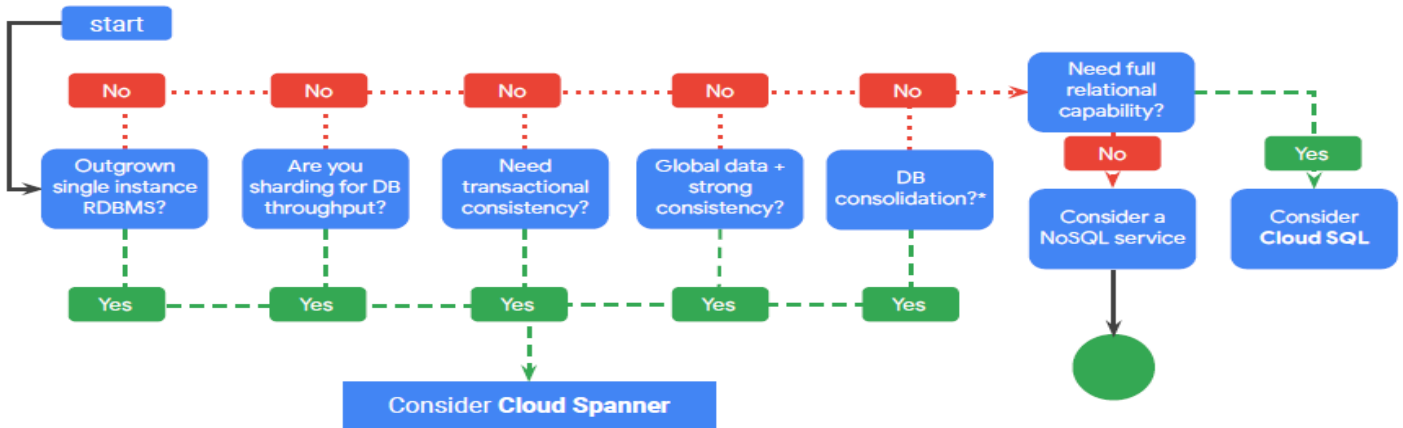 start
No
No
No
No
No
Need full
relational
capability?
Outgrown
single instance
RDBMS?
Are you
sharding for DB
throughput?
Need
transactional
consistency?
Global data +
strong
consistency?
DB
consolidation?*
No
Yes
Consider a
NoSQL service
Consider
Cloud SQL
Yes
Yes
Yes
Yes
Yes
Consider Cloud Spanner